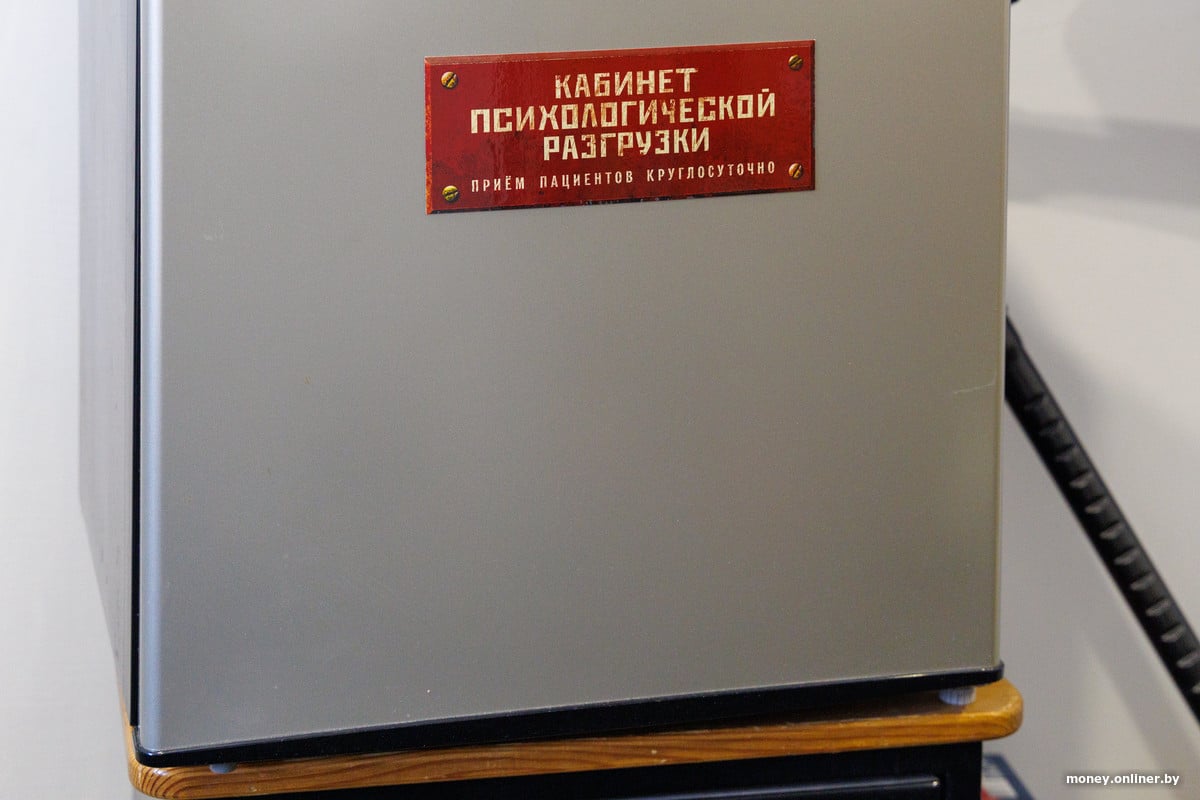 КАБИНЕТ
ПСИХОЛОГИЧЕСКОЙ
РАЗГРУЗКИ
ПРИЁМ ПАЦИЕНТОВ КРУГЛОСУТОЧНО
money.onliner.by